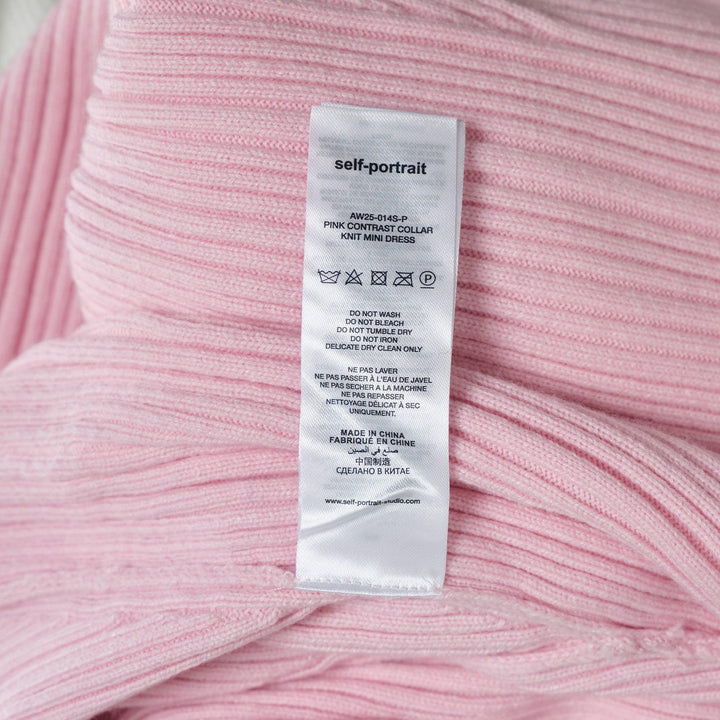 self-portrait
AW25-014S-P
PINK CONTRAST COLLAR
KNIT MINI DRESS
P
DO NOT WASH
DO NOT BLEACH
DO NOT TUMBLE DRY
DO NOT IRON
DELICATE DRY CLEAN ONLY
NE PAS LAVER
NE PAS PASSER À L'EAU DE JAVEL
NE PAS SECHER A LA MACHINE
NE PAS REPASSER
NETTOYAGE DÉLICAT À SEC
UNIQUEMENT.
MADE IN CHINA
FABRIQUÉ EN CHINE
صنع في الصين
中国制造
СДЕЛАНО В КИТАЕ
www.self-portrait-studio.com